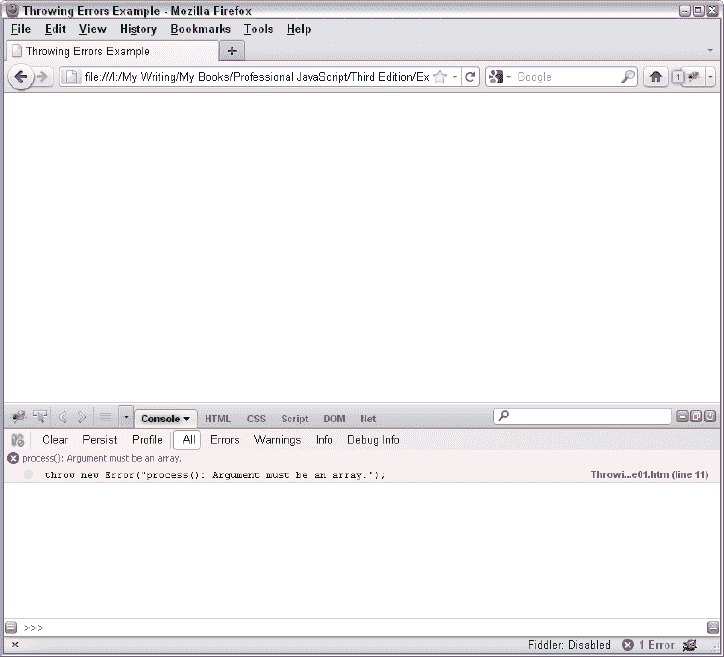 Throwing Errors Example - Mozilla Firefox
File Edit View History Bookmarks Tools Help
Throwing Errors Example +
file:///I:/My Writing/My Books/Professional JavaScript/Third Edition/Ex Google 1
Console HTML CSS Script DOM Net
Clear Persist Profile All Errors Warnings Info Debug Info
process(): Argument must be an array.
throw new Error("process(): Argument must be an array."); Throwi...e01.htm (line 11)
>>>
Fiddler: Disabled 1 Error